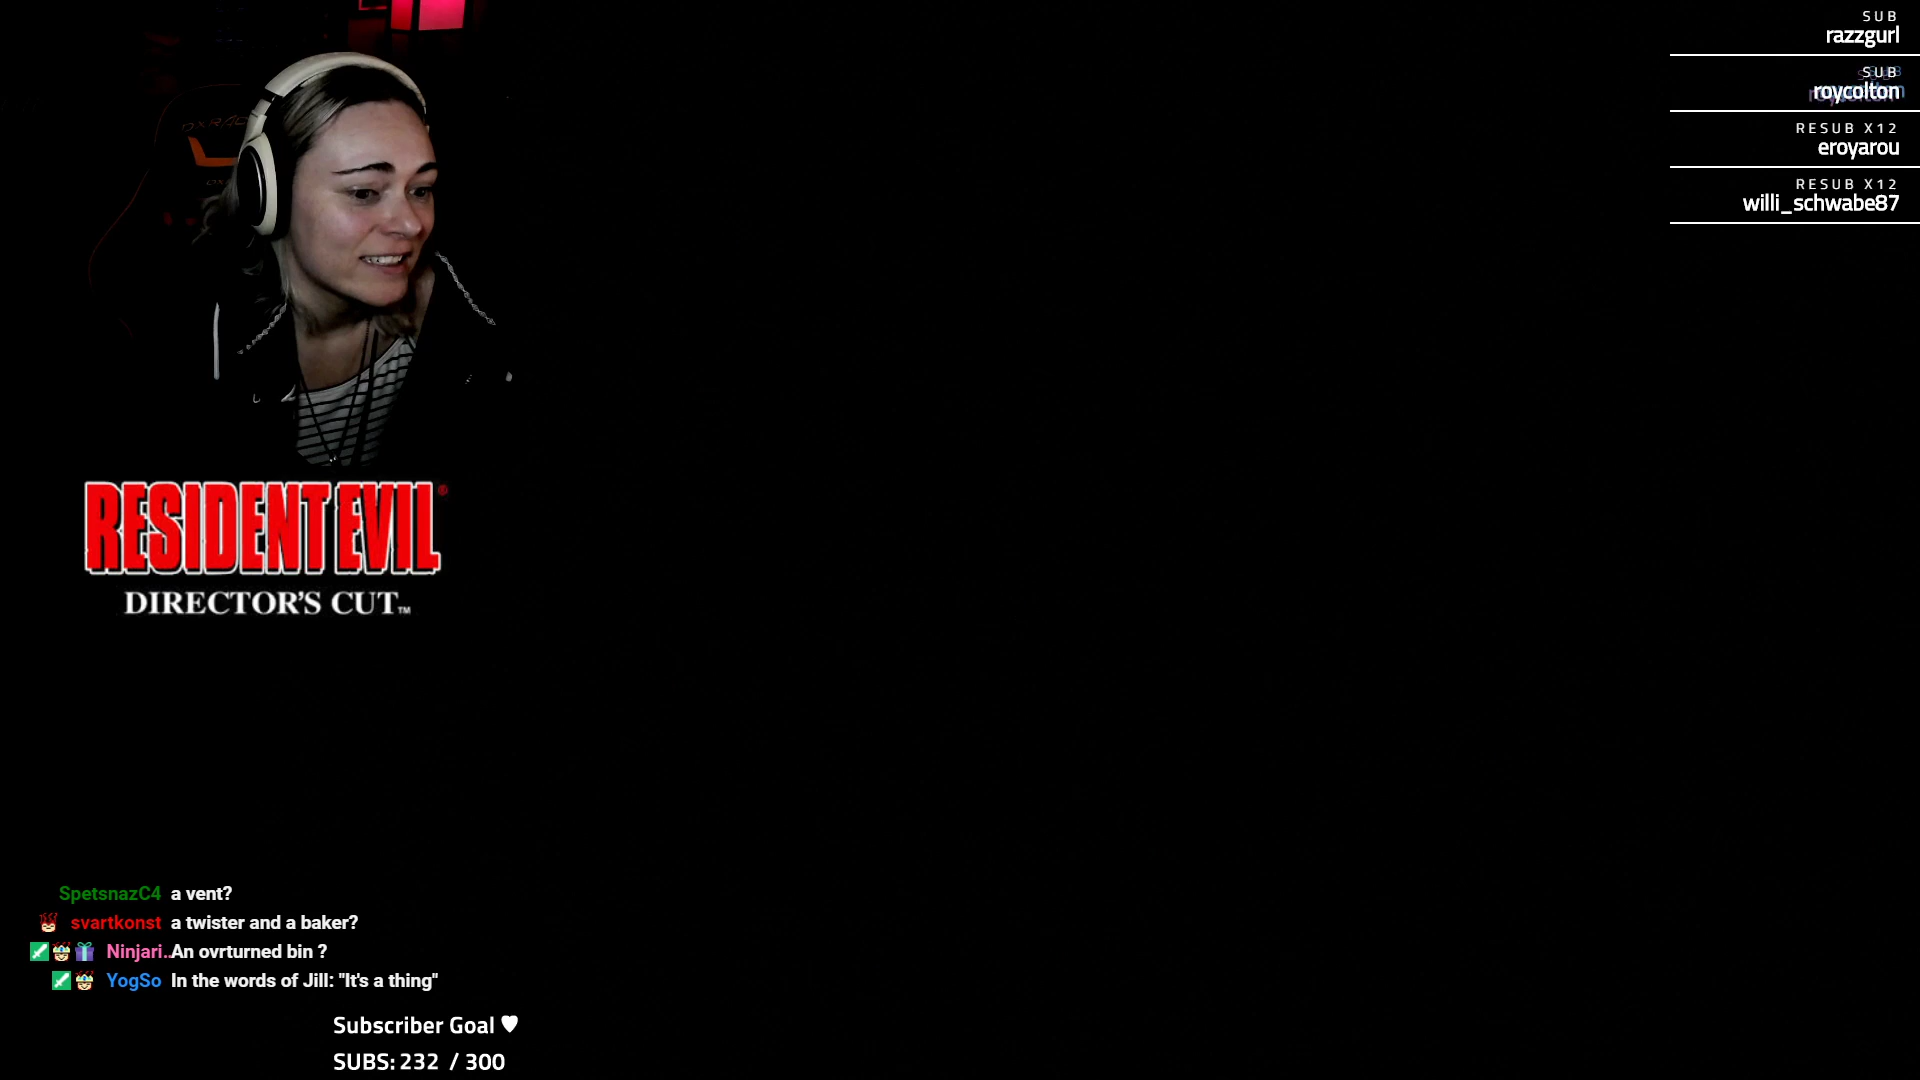 SUB
razzgurl
SUB
roycolton
RESUB X12
eroyarou
RESUB X12
willi_schwabe87
RESIDENT EVIL®
DIRECTOR'S CUT™
SpetsnazC4 a vent?
svartkonst a twister and a baker?
Ninjari.. An ovrturned bin ?
YogSo In the words of Jill: "It's a thing"
Subscriber Goal ♥
SUBS: 232 / 300